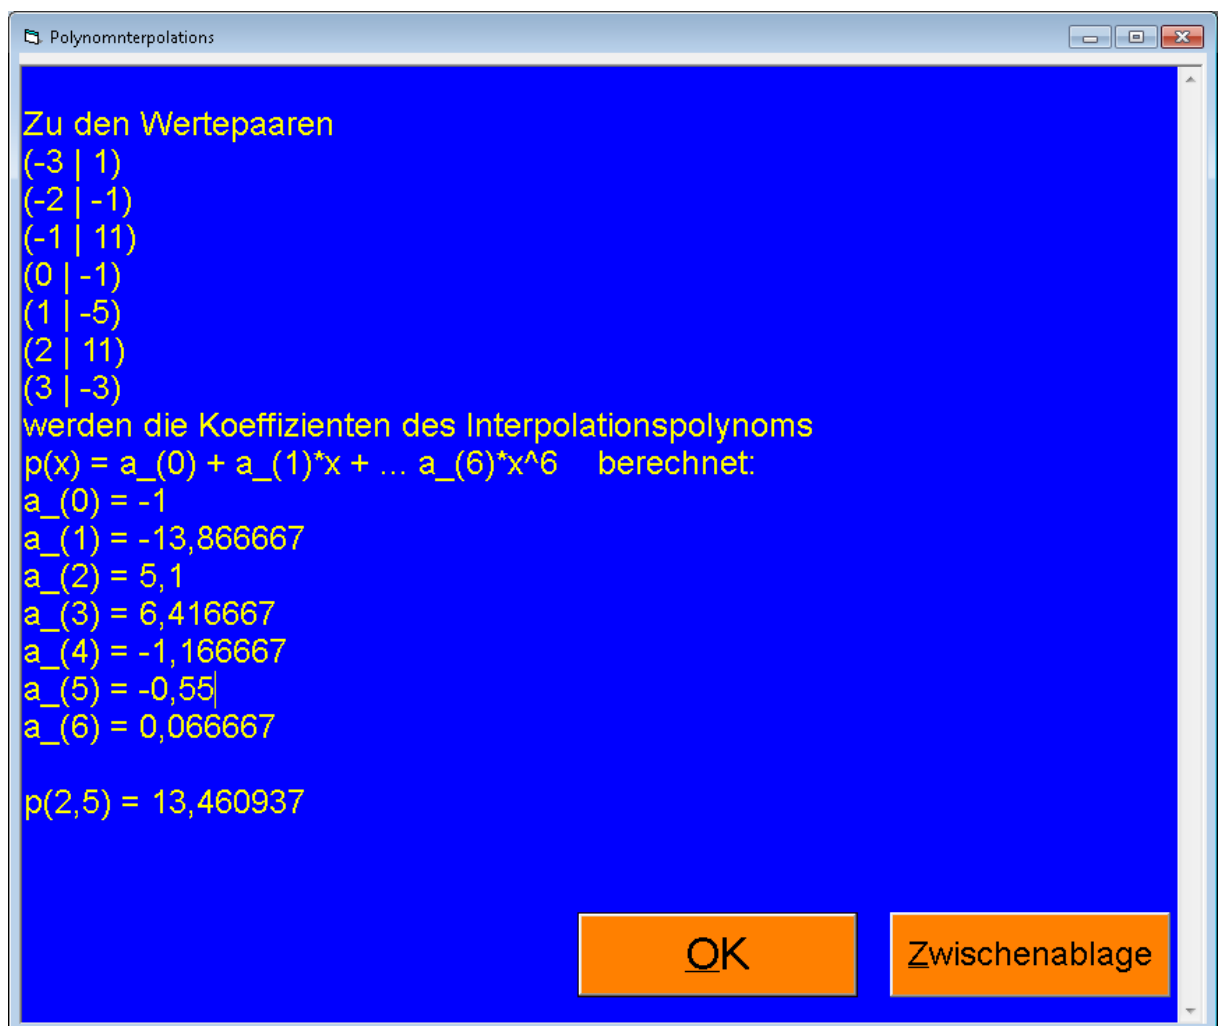 Polynomnterpolations
Zu den Wertepaaren
(-3 | 1)
(-2 | -1)
(-1 | 11)
(0 | -1)
(1 | -5)
(2 | 11)
(3 | -3)
werden die Koeffizienten des Interpolationspolynoms
p(x) = a_(0) + a_(1)*x + ... a_(6)*x^6 berechnet:
a_(0) = -1
a_(1) = -13,866667
a_(2) = 5,1
a_(3) = 6,416667
a_(4) = -1,166667
a_(5) = -0,55
a_(6) = 0,066667
p(2,5) = 13,460937
OK
Zwischenablage